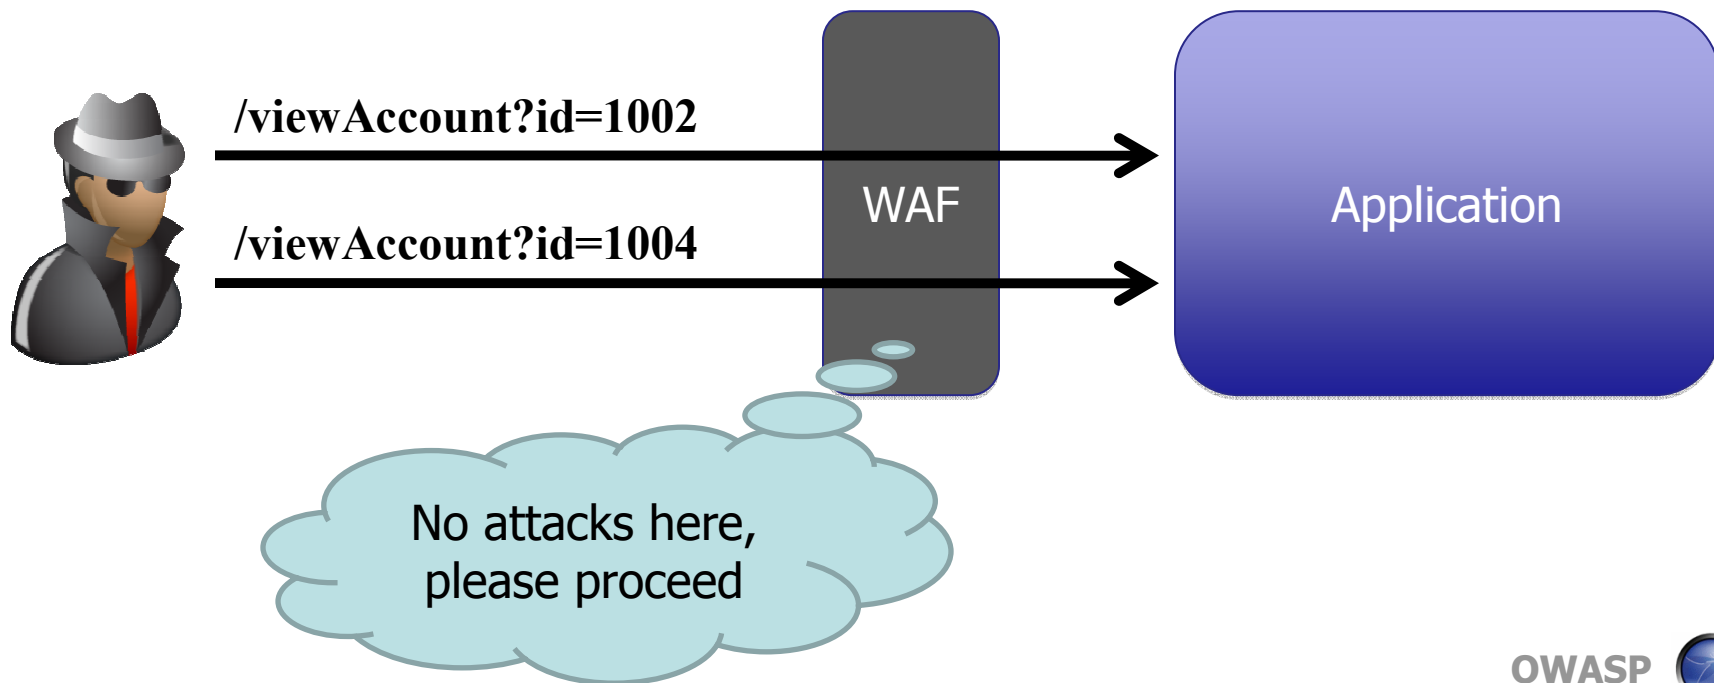 /viewAccount?id=1002
/viewAccount?id=1004
WAF
Application
No attacks here,
please proceed
OWASP